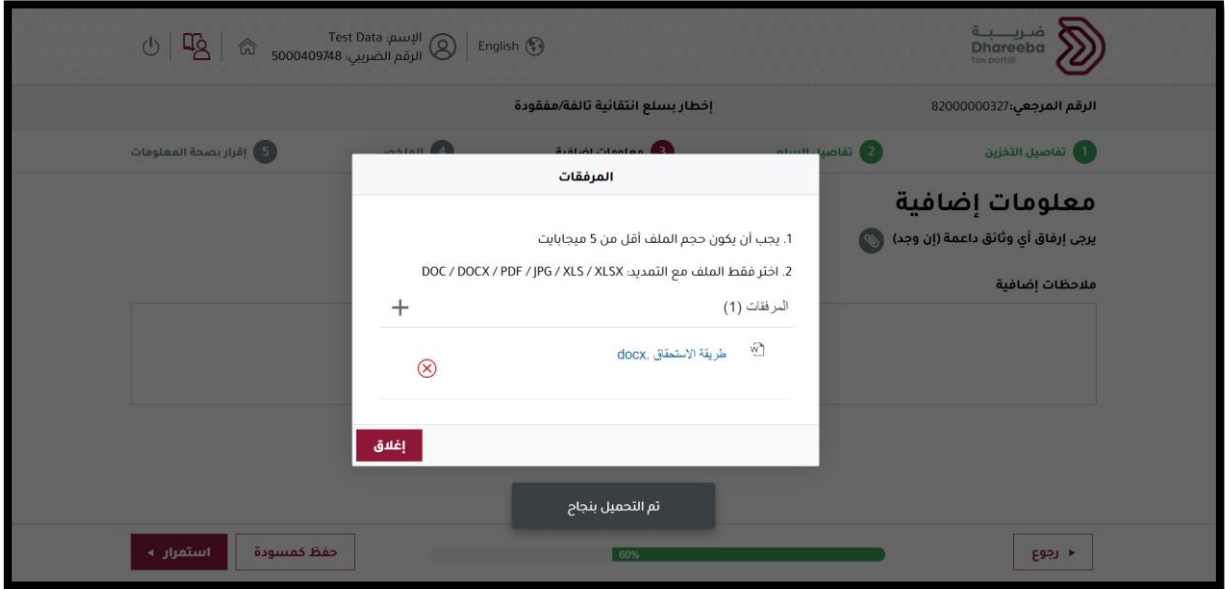 ضريبة
Dhareeba
tax portal
English
الإسم: Test Data
الرقم الضريبي: 5000409748
الرقم المرجعي:82000000327
إخطار بسلع انتقائية تالفة/مفقودة
1 تفاصيل التخزين
2 تفاصيل السلع
3 معلومات إضافية
4 الملخص
5 إقرار بصحة المعلومات
معلومات إضافية
يرجى إرفاق أي وثائق داعمة (إن وجد)
ملاحظات إضافية
المرفقات
1. يجب أن يكون حجم الملف أقل من 5 ميجابايت
2. اختر فقط الملف مع التمديد: DOC / DOCX / PDF / JPG / XLS / XLSX
المرفقات (1)
طريقة الاستحقاق .docx
إغلاق
تم التحميل بنجاح
رجوع
60%
حفظ كمسودة
استمرار